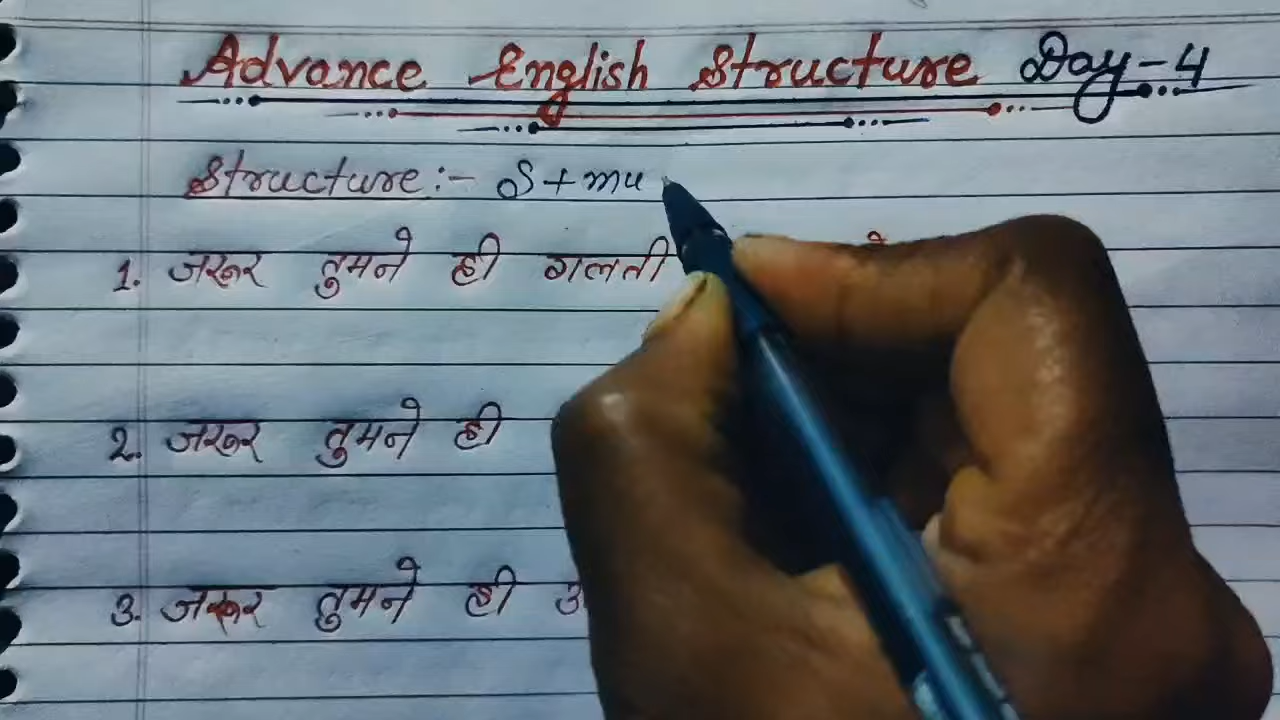 Advance English Structure Day-4
Structure:- S+mu
1. जरूर तुमने ही गलती
2. जरूर तुमने ही
3. जरूर तुमने ही